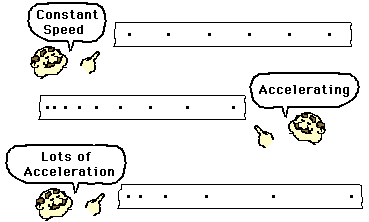 Constant
Speed
Accelerating
Lots of
Acceleration